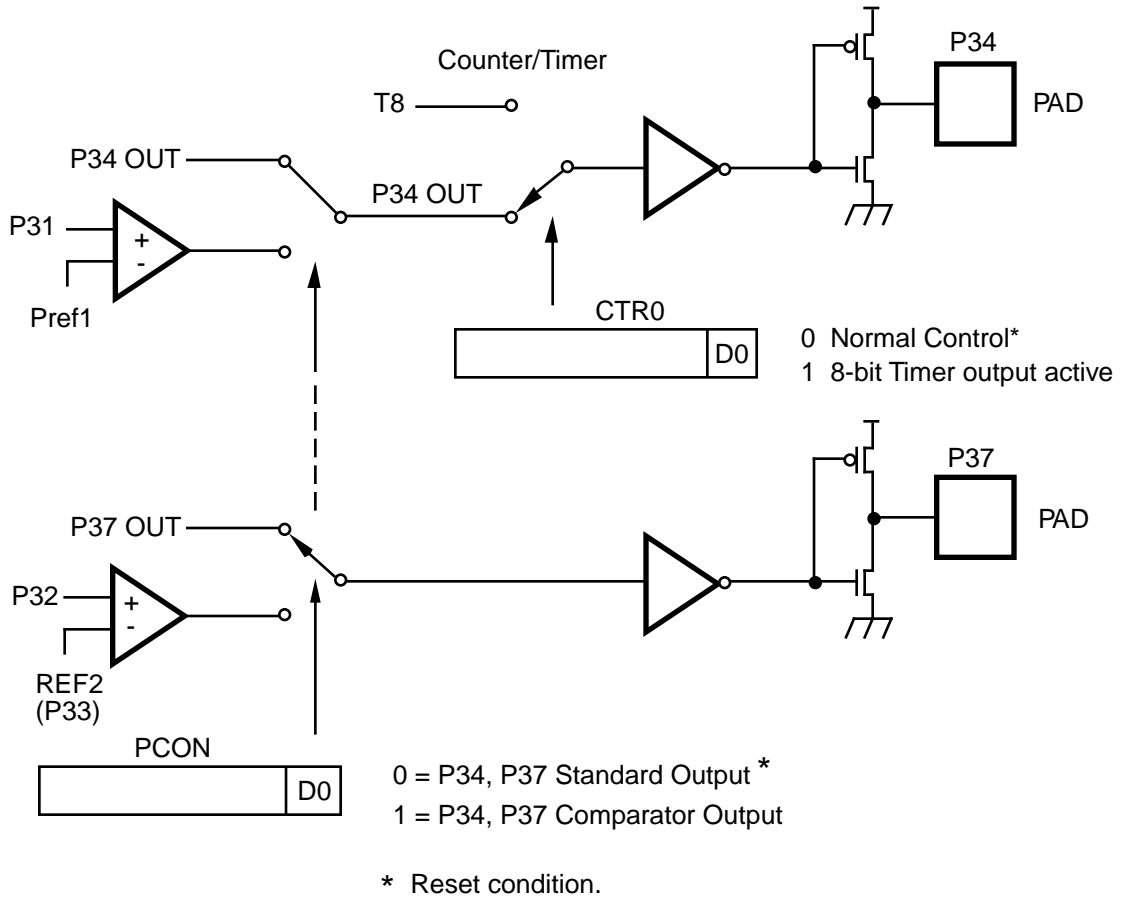 P34
Counter/Timer
T8
PAD
P34 OUT
P34 OUT
P31
+
-
Pref1
CTR0
D0
0 Normal Control*
1 8-bit Timer output active
P37
P37 OUT
PAD
P32
+
-
REF2
(P33)
PCON
D0
0 = P34, P37 Standard Output *
1 = P34, P37 Comparator Output
* Reset condition.